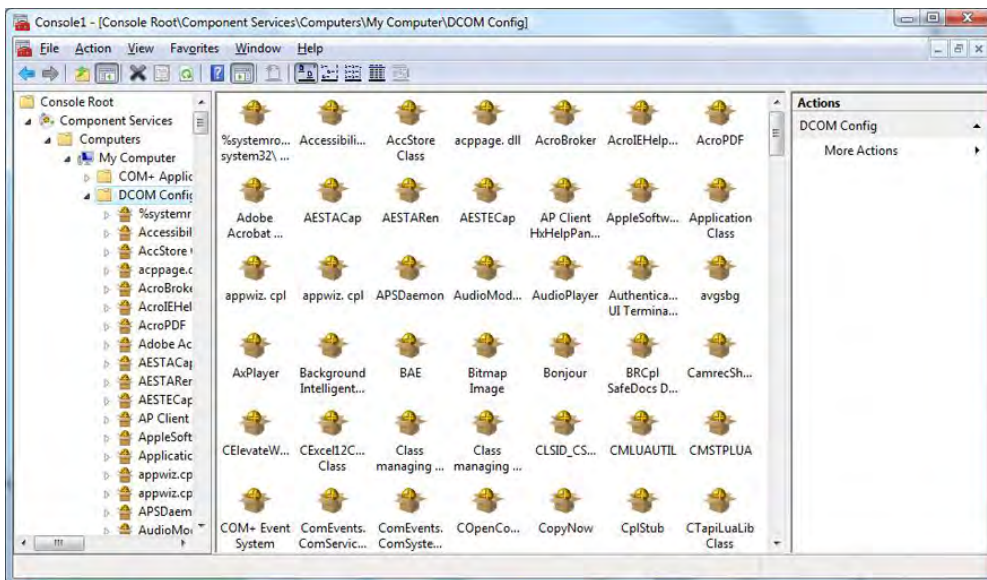 Console1 - [Console Root\Component Services\Computers\My Computer\DCOM Config]
File Action View Favorites Window Help
Console Root
Component Services
Computers
My Computer
COM+ Applic
DCOM Config
%systemr
Accessibil
AccStore
acppage.c
AcroBroke
AcroIEHel
AcroPDF
Adobe Ac
AESTACap
AESTARer
AESTECap
AP Client
AppleSoft
Applicatic
appwiz.cp
appwiz.cp
APSDaem
AudioMo
%systemro... Accessibili... AccStore acppage. dll AcroBroker AcroIEHelp... AcroPDF
system32\ ... Class
Adobe AESTACap AESTARen AESTECap AP Client AppleSoftw... Application
Acrobat ... HxHelpPan... Class
appwiz. cpl appwiz. cpl APSDaemon AudioMod... AudioPlayer Authentica... avgsbg
UI Termina...
AxPlayer Background BAE Bitmap Bonjour BRCpl CamrecSh...
Intelligent... Image SafeDocs D...
CElevateW... CExcel12C... Class Class CLSID_CS... CMLUAUTIL CMSTPLUA
Class managing ... managing ...
COM+ Event ComEvents. ComEvents. COpenCo... CopyNow CplStub CTapiLuaLib
System ComServic... ComSyste... Class
Actions
DCOM Config
More Actions